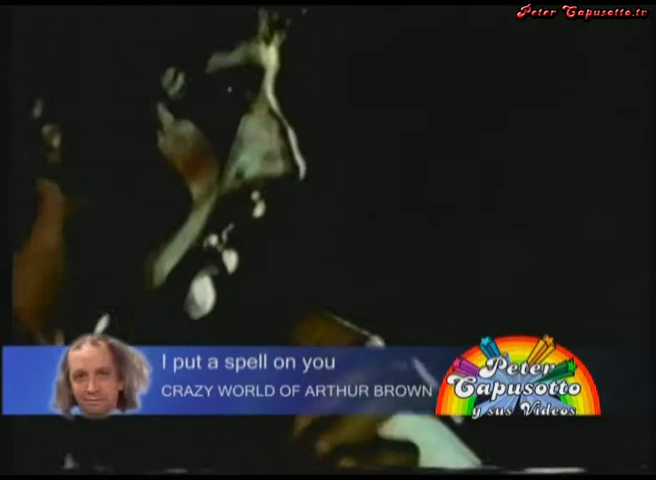 Peter Capusotto.tv
I put a spell on you
CRAZY WORLD OF ARTHUR BROWN
Peter
Capusotto
y sus Videos